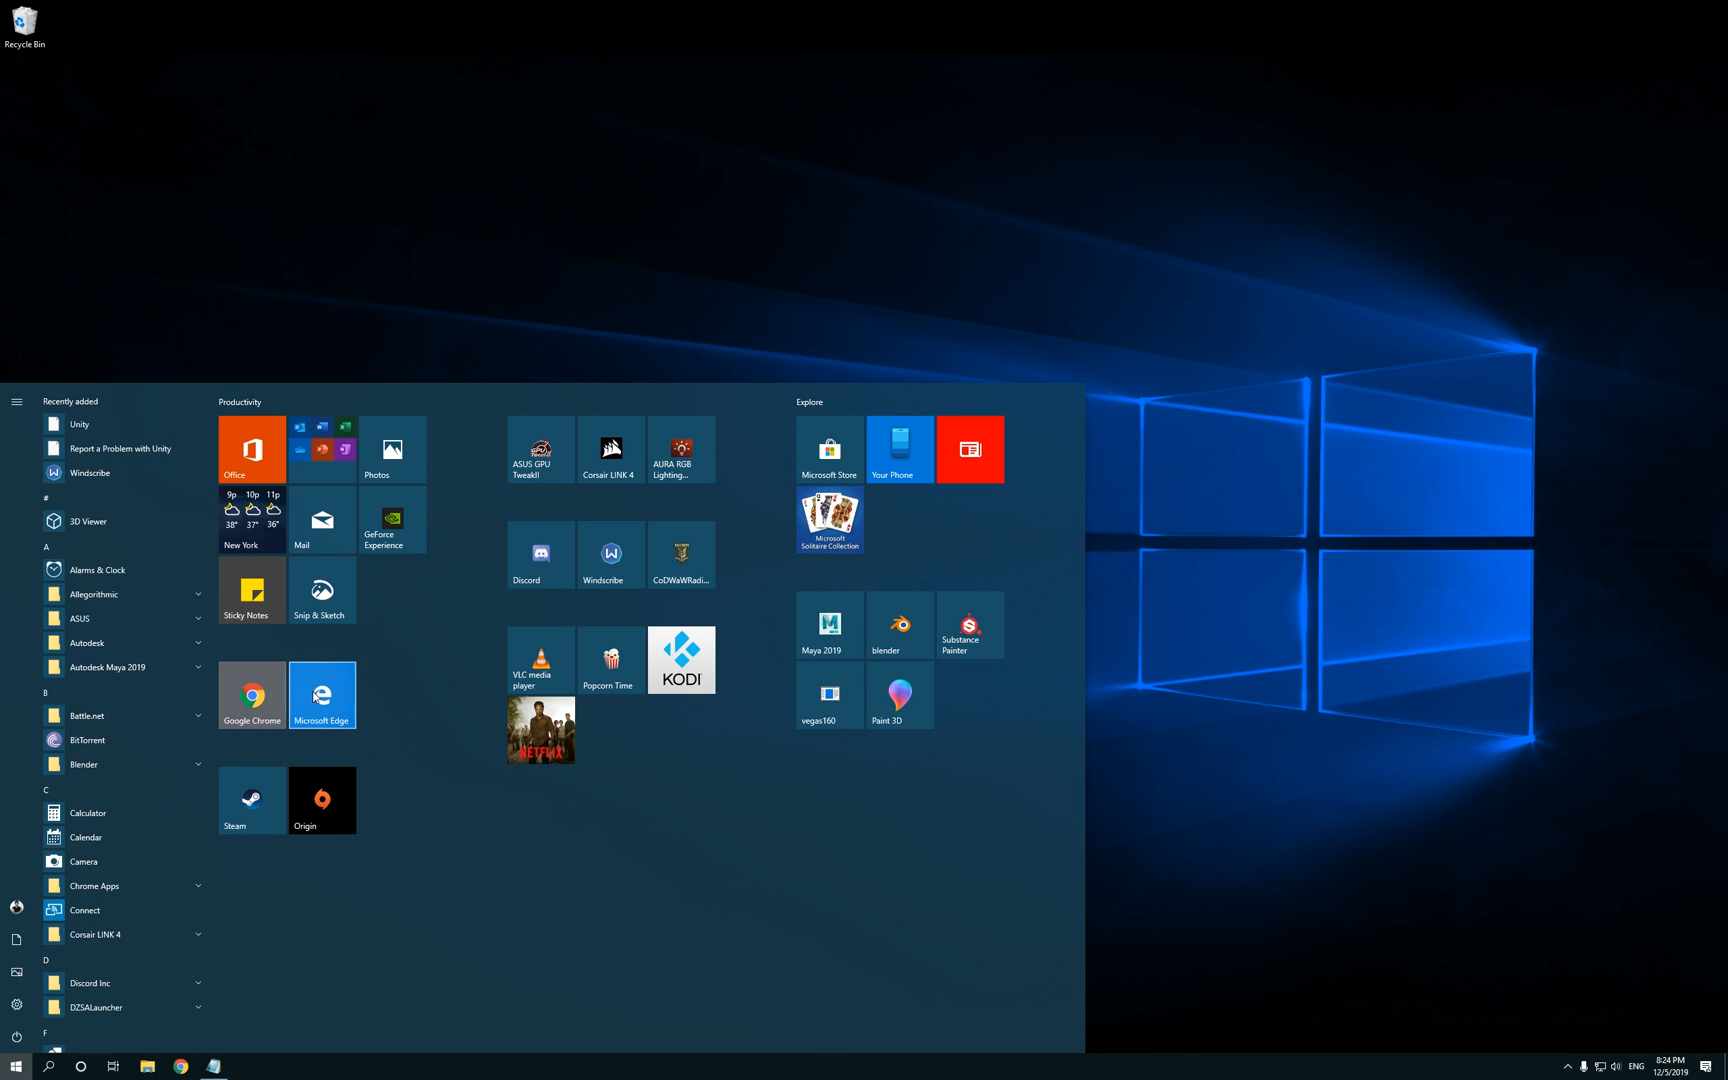 Recycle Bin
Recently added
Unity
Report a Problem with Unity
Windscribe
#
3D Viewer
A
Alarms & Clock
Allegorithmic
ASUS
Autodesk
Autodesk Maya 2019
B
Battle.net
BitTorrent
Blender
C
Calculator
Calendar
Camera
Chrome Apps
Connect
Corsair LINK 4
D
Discord Inc
DZSALauncher
F
Productivity
Office
Photos
9p 10p 11p
38° 37° 36°
New York
Mail
GeForce
Experience
Sticky Notes
Snip & Sketch
Google Chrome
Microsoft Edge
Steam
Origin
ASUS GPU
TweakII
Corsair LINK 4
AURA RGB
Lighting...
Discord
Windscribe
CoDWaWRadi...
VLC media
player
Popcorn Time
KODI
NETFLIX
Explore
Microsoft Store
Your Phone
Microsoft
Solitaire Collection
Maya 2019
blender
Substance
Painter
vegas160
Paint 3D
ENG
8:24 PM
12/5/2019